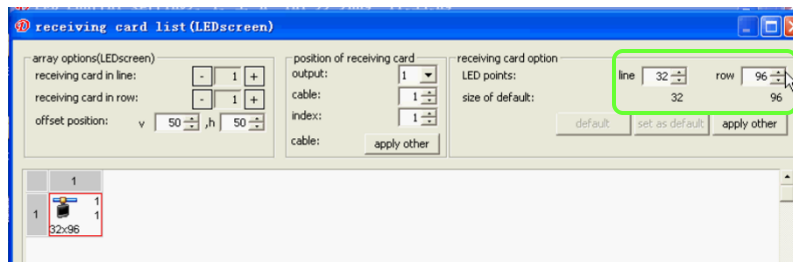 receiving card list(LEDscreen)
array options(LEDscreen)
receiving card in line: - 1 +
receiving card in row: - 1 +
offset position: v 50 ,h 50
position of receiving card
output: 1
cable: 1
index: 1
cable: apply other
receiving card option
LED points: line 32 row 96
size of default: 32 96
default set as default apply other
1
1
1
1
32x96